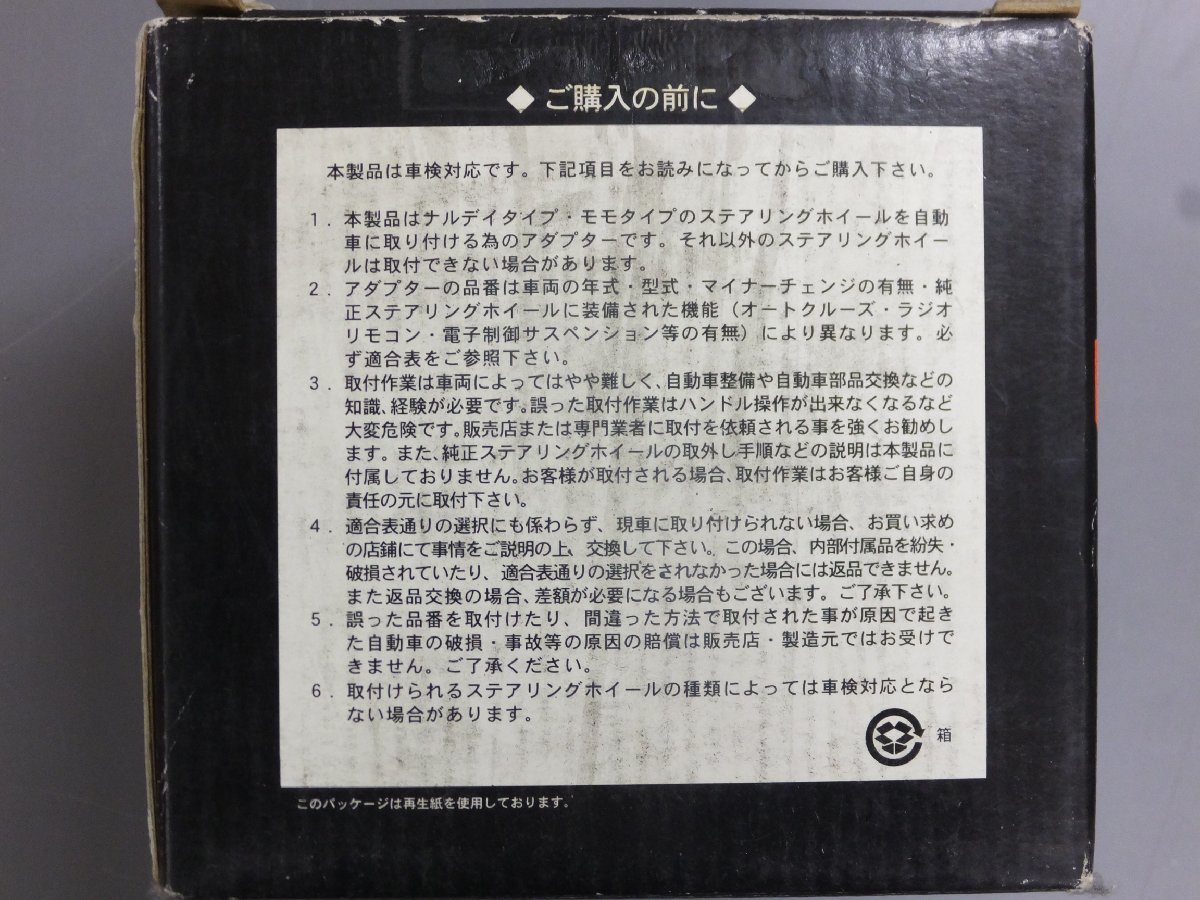 ◆ ご購入の前に ◆
本製品は車検対応です。下記項目をお読みになってからご購入下さい。
1. 本製品はナルデイタイプ・モモタイプのステアリングホイールを自動
車に取り付ける為のアダプターです。それ以外のステアリングホイー
ルは取付できない場合があります。
2. アダプターの品番は車両の年式・型式・マイナーチェンジの有無・純
正ステアリングホイールに装備された機能（オートクルーズ・ラジオ
リモコン・電子制御サスペンション等の有無）により異なります。必
ず適合表をご参照下さい。
3. 取付作業は車両によってはやや難しく、自動車整備や自動車部品交換などの
知識、経験が必要です。誤った取付作業はハンドル操作が出来なくなるなど
大変危険です。販売店または専門業者に取付を依頼される事を強くお勧めし
ます。また、純正ステアリングホイールの取外し手順などの説明は本製品に
付属しておりません。お客様が取付される場合、取付作業はお客様ご自身の
責任の元に取付下さい。
4. 適合表通りの選択にも係わらず、現車に取り付けられない場合、お買い求め
の店舗にて事情をご説明の上、交換して下さい。この場合、内部付属品を紛失・
破損されていたり、適合表通りの選択をされなかった場合には返品できません。
また返品交換の場合、差額が必要になる場合もございます。ご了承下さい。
5. 誤った品番を取付けたり、間違った方法で取付された事が原因で起き
た自動車の破損・事故等の原因の賠償は販売店・製造元ではお受けで
きません。ご了承ください。
6. 取付けられるステアリングホイールの種類によっては車検対応となら
ない場合があります。
箱
このパッケージは再生紙を使用しております。